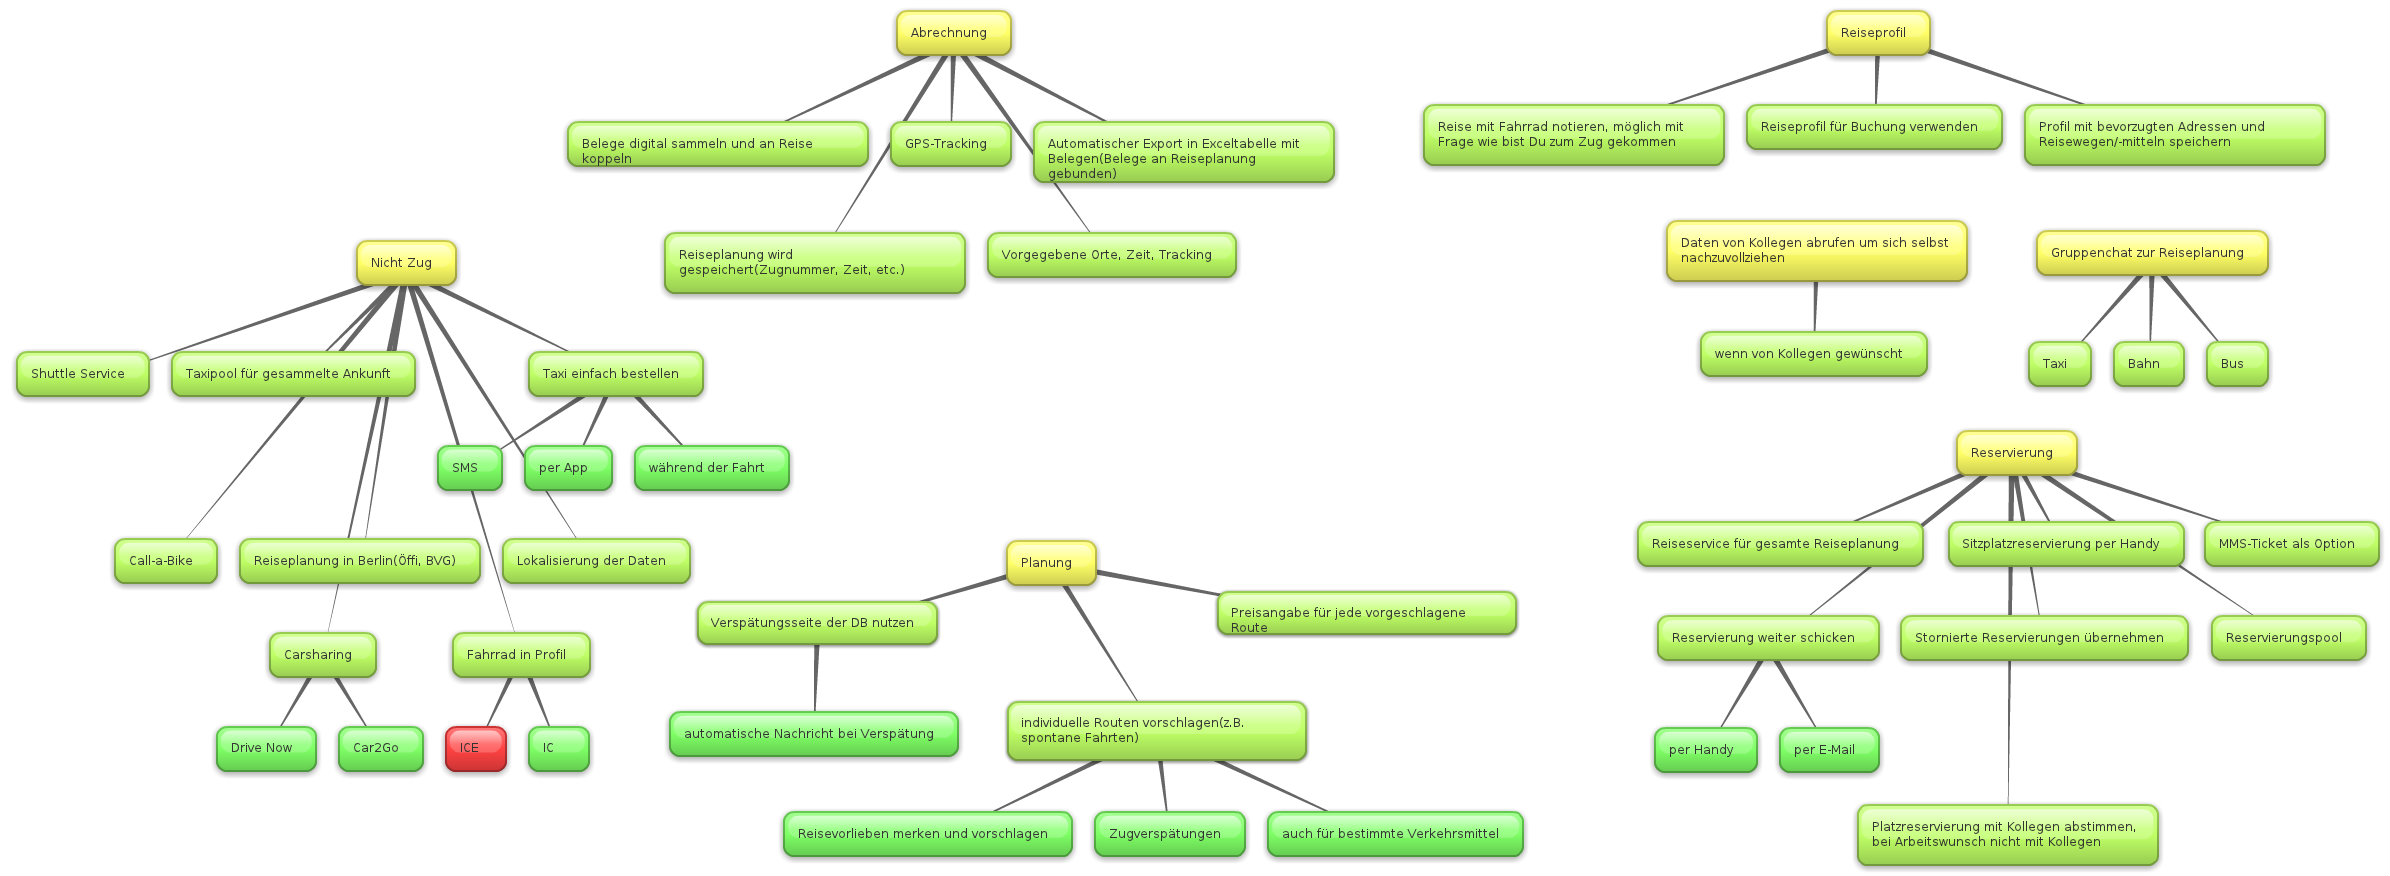 Abrechnung
Belege digital sammeln und an Reise
koppeln
GPS-Tracking
Automatischer Export in Exceltabelle mit
Belegen(Belege an Reiseplanung
gebunden)
Reiseplanung wird
gespeichert(Zugnummer, Zeit, etc.)
Vorgegebene Orte, Zeit, Tracking
Reiseprofil
Reise mit Fahrrad notieren, möglich mit
Frage wie bist Du zum Zug gekommen
Reiseprofil für Buchung verwenden
Profil mit bevorzugten Adressen und
Reisewegen/-mitteln speichern
Daten von Kollegen abrufen um sich selbst
nachzuvollziehen
wenn von Kollegen gewünscht
Gruppenchat zur Reiseplanung
Taxi
Bahn
Bus
Nicht Zug
Shuttle Service
Taxipool für gesammelte Ankunft
Taxi einfach bestellen
SMS
per App
während der Fahrt
Call-a-Bike
Reiseplanung in Berlin(Öffi, BVG)
Lokalisierung der Daten
Carsharing
Fahrrad in Profil
Drive Now
Car2Go
ICE
IC
Planung
Verspätungsseite der DB nutzen
Preisangabe für jede vorgeschlagene
Route
automatische Nachricht bei Verspätung
individuelle Routen vorschlagen(z.B.
spontane Fahrten)
Reisevorlieben merken und vorschlagen
Zugverspätungen
auch für bestimmte Verkehrsmittel
Reservierung
Reiseservice für gesamte Reiseplanung
Sitzplatzreservierung per Handy
MMS-Ticket als Option
Reservierung weiter schicken
Stornierte Reservierungen übernehmen
Reservierungspool
per Handy
per E-Mail
Platzreservierung mit Kollegen abstimmen,
bei Arbeitswunsch nicht mit Kollegen